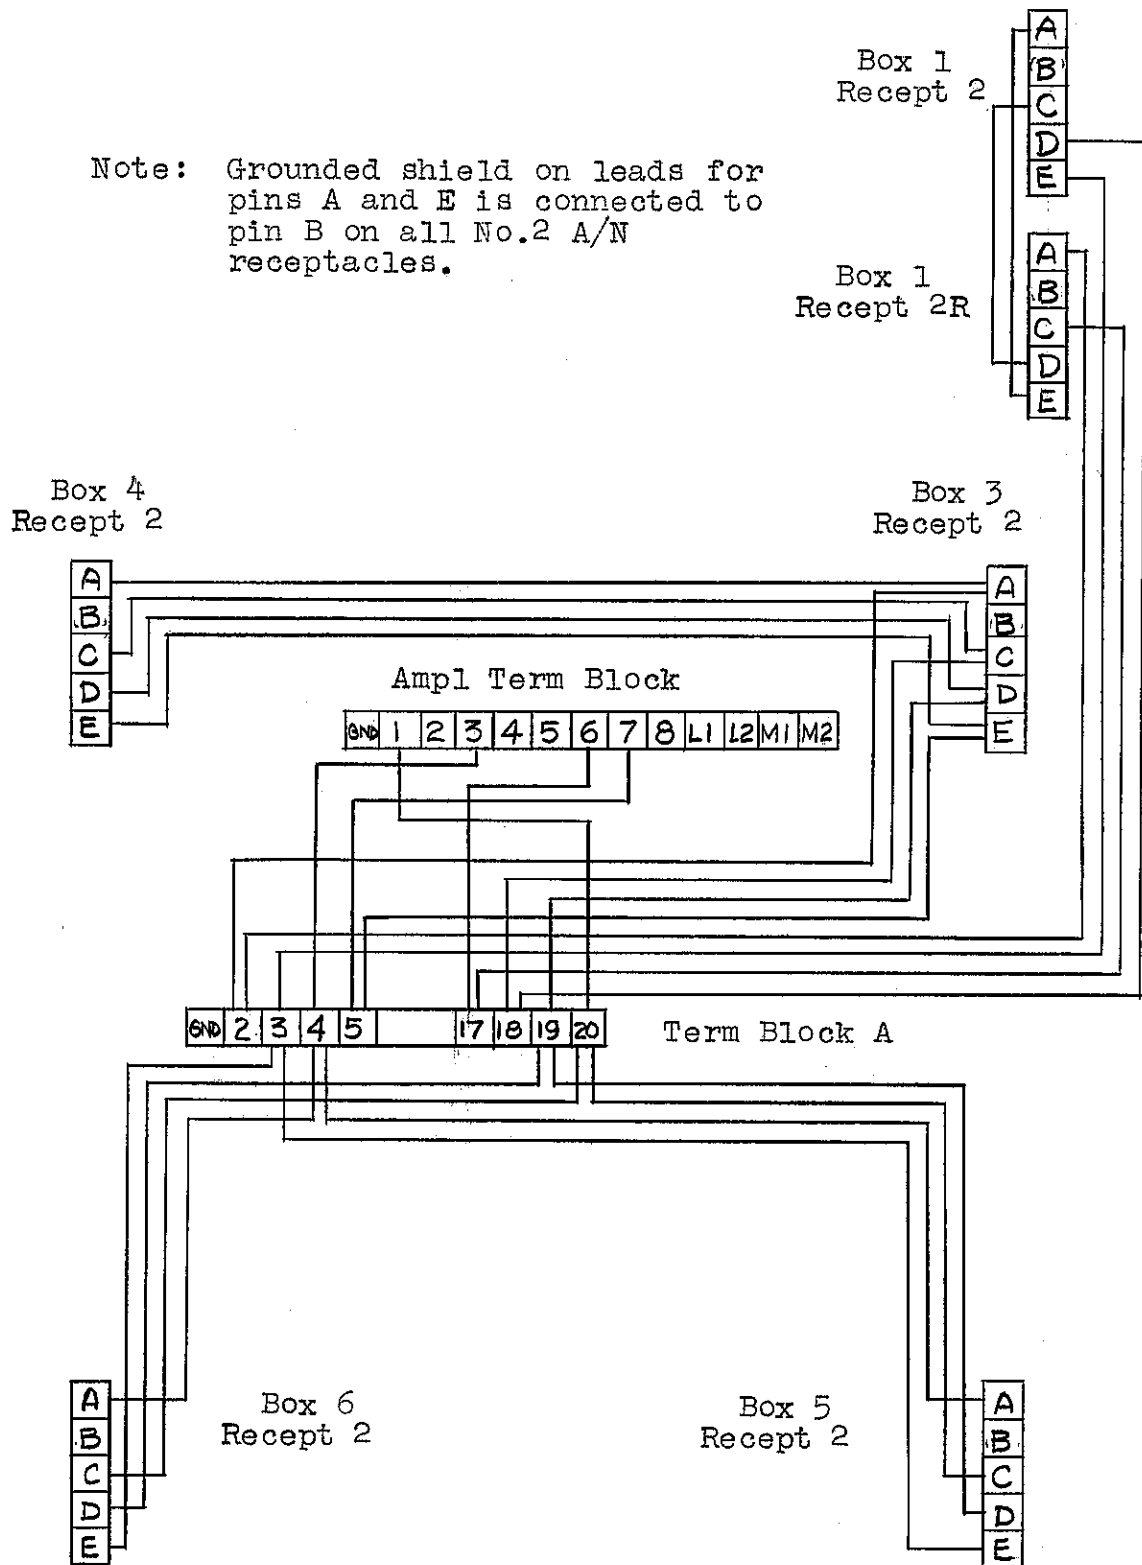 Box 1
Recept 2
A
B
C
D
E
Note: Grounded shield on leads for
pins A and E is connected to
pin B on all No.2 A/N
receptacles.
Box 1
Recept 2R
A
B
C
D
E
Box 4
Recept 2
A
B
C
D
E
Box 3
Recept 2
A
B
C
D
E
Ampl Term Block
GND 1 2 3 4 5 6 7 8 L1 L2 M1 M2
GND 2 3 4 5 17 18 19 20
Term Block A
Box 6
Recept 2
A
B
C
D
E
Box 5
Recept 2
A
B
C
D
E